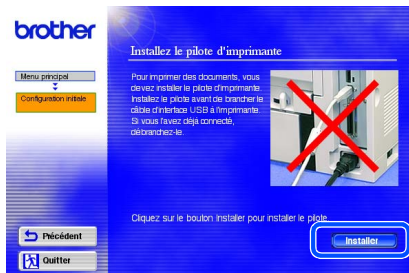 brother
Installez le pilote d'imprimante
Menu principal
Configuration initiale
Pour imprimer des documents, vous
devez installer le pilote d'imprimante.
Installez le pilote avant de brancher le
câble d'interface USB à l'imprimante.
Si vous l'avez déjà connecté,
débranchez-le.
Cliquez sur le bouton Installer pour installer le pilote.
Installer
Précédent
Quitter